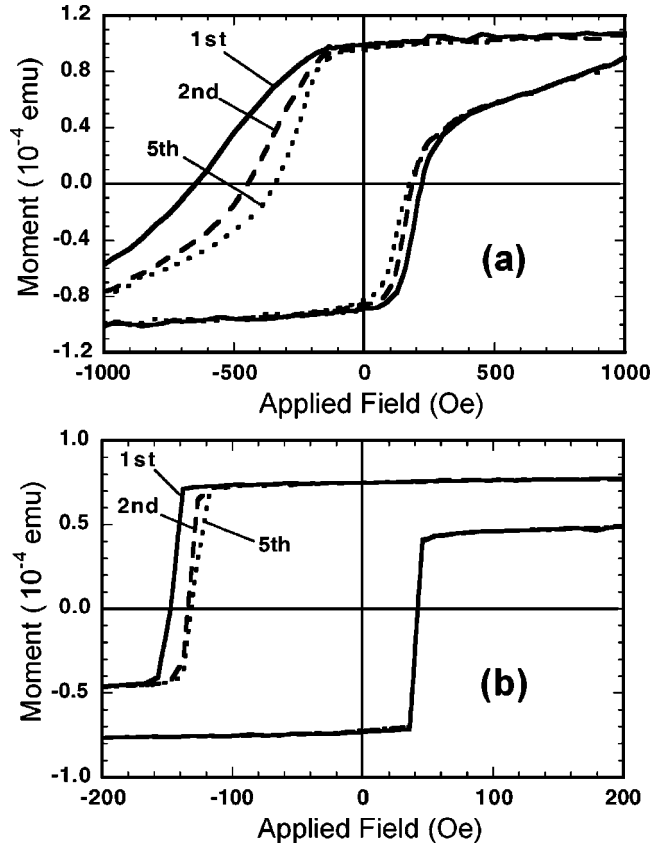 1.2
1st
0.8
2nd
0.4
5th
0.0
-0.4
-0.8
-1.2
Moment (10⁻⁴ emu)
(a)
-1000 -500 0 500 1000
Applied Field (Oe)
1.0
1st
2nd
0.5
5th
0.0
-0.5
-1.0
Moment (10⁻⁴ emu)
(b)
-200 -100 0 100 200
Applied Field (Oe)